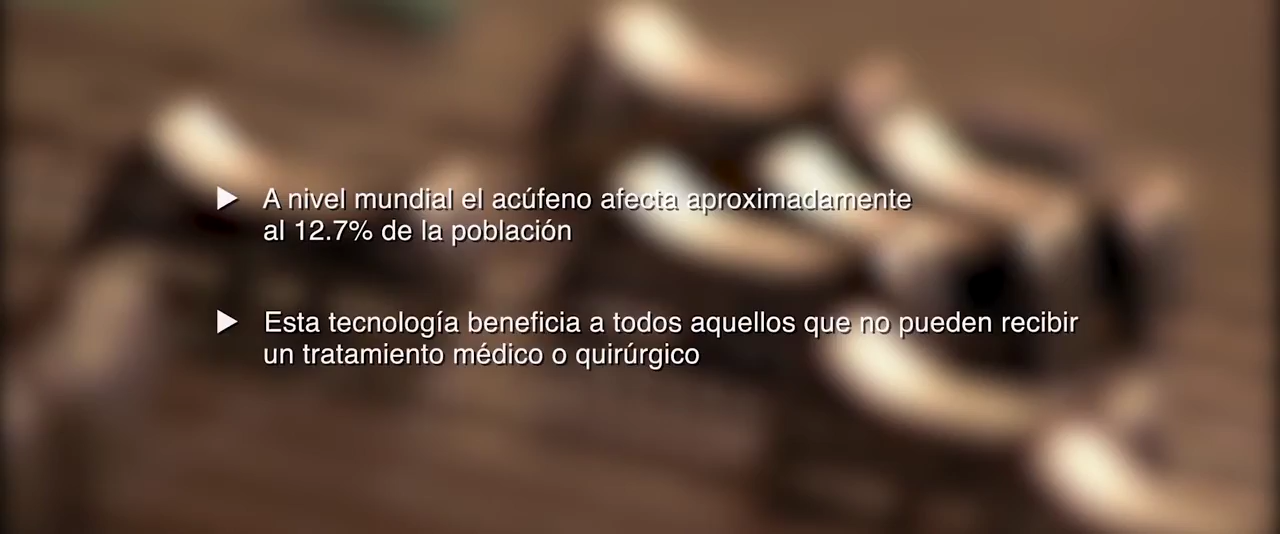 A nivel mundial el acúfeno afecta aproximadamente
al 12.7% de la población
Esta tecnología beneficia a todos aquellos que no pueden recibir
un tratamiento médico o quirúrgico